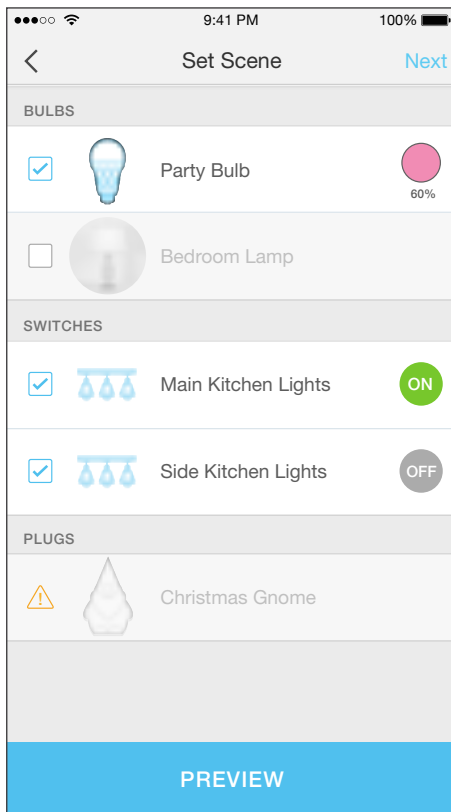 9:41 PM 100%
Set Scene Next
BULBS
Party Bulb
60%
Bedroom Lamp
SWITCHES
Main Kitchen Lights ON
Side Kitchen Lights OFF
PLUGS
Christmas Gnome
PREVIEW